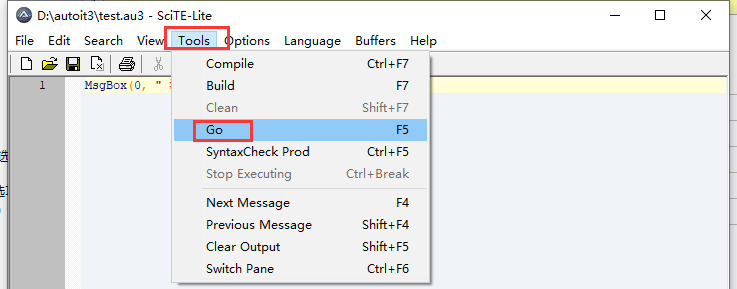 D:\autoit3\test.au3 - SciTE-Lite
File Edit Search View Tools Options Language Buffers Help
1 MsgBox(0, "
Compile Ctrl+F7
Build F7
Clean Shift+F7
Go F5
SyntaxCheck Prod Ctrl+F5
Stop Executing Ctrl+Break
Next Message F4
Previous Message Shift+F4
Clear Output Shift+F5
Switch Pane Ctrl+F6